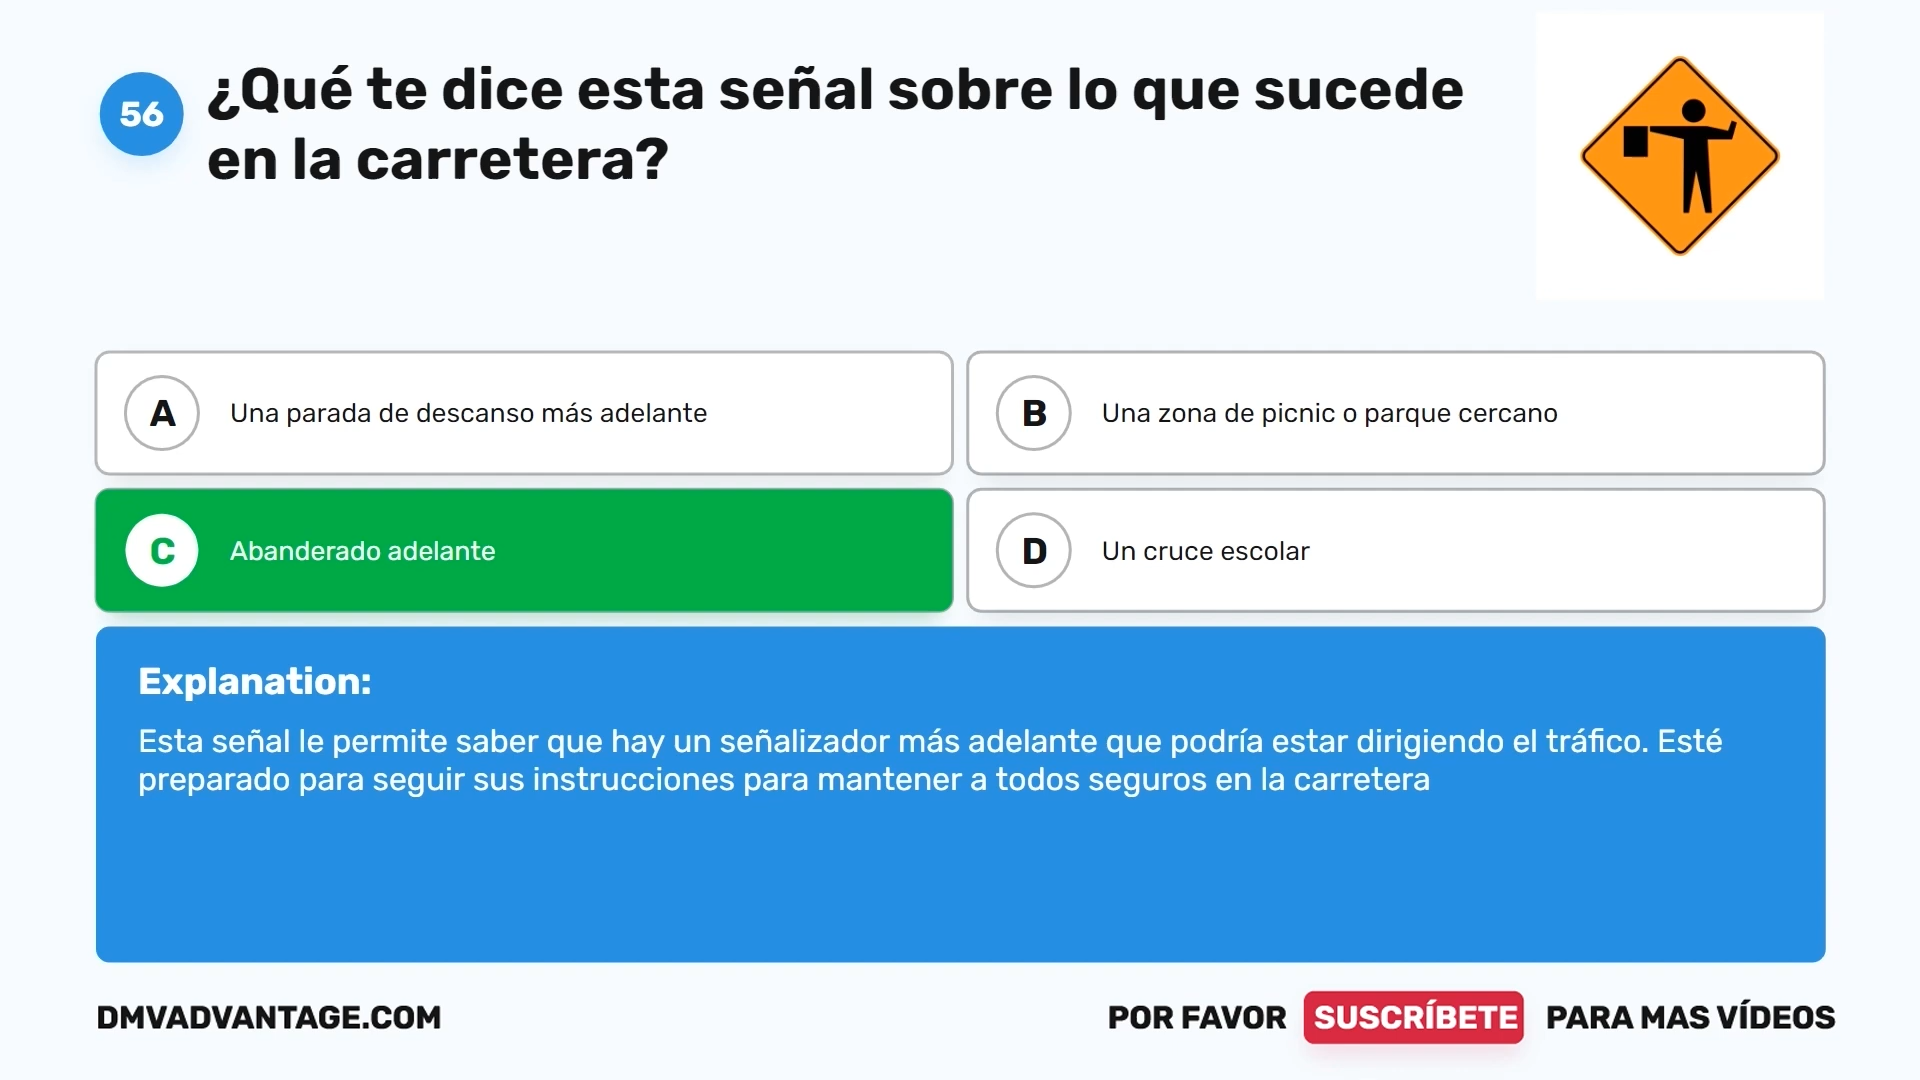 56
¿Qué te dice esta señal sobre lo que sucede
en la carretera?
A Una parada de descanso más adelante
B Una zona de picnic o parque cercano
C Abanderado adelante
D Un cruce escolar
Explanation:
Esta señal le permite saber que hay un señalizador más adelante que podría estar dirigiendo el tráfico. Esté
preparado para seguir sus instrucciones para mantener a todos seguros en la carretera
DMVADVANTAGE.COM
POR FAVOR SUSCRÍBETE PARA MAS VÍDEOS